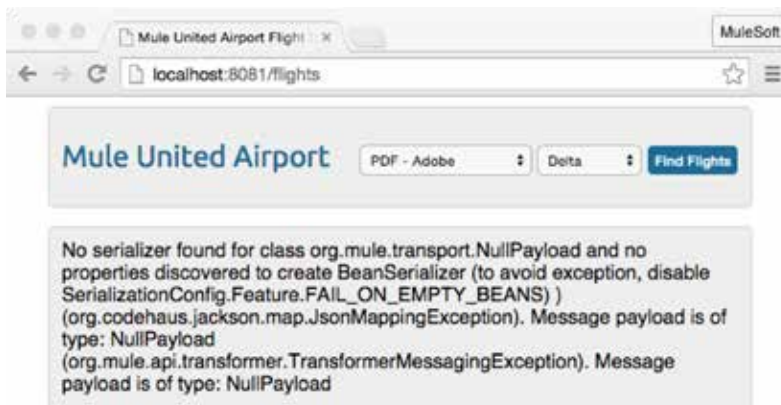 Mule United Airport Flight
MuleSoft
localhost:8081/flights
Mule United Airport
PDF - Adobe
Delta
Find Flights
No serializer found for class org.mule.transport.NullPayload and no
properties discovered to create BeanSerializer (to avoid exception, disable
SerializationConfig.Feature.FAIL_ON_EMPTY_BEANS) )
(org.codehaus.jackson.map.JsonMappingException). Message payload is of
type: NullPayload
(org.mule.api.transformer.TransformerMessagingException). Message
payload is of type: NullPayload